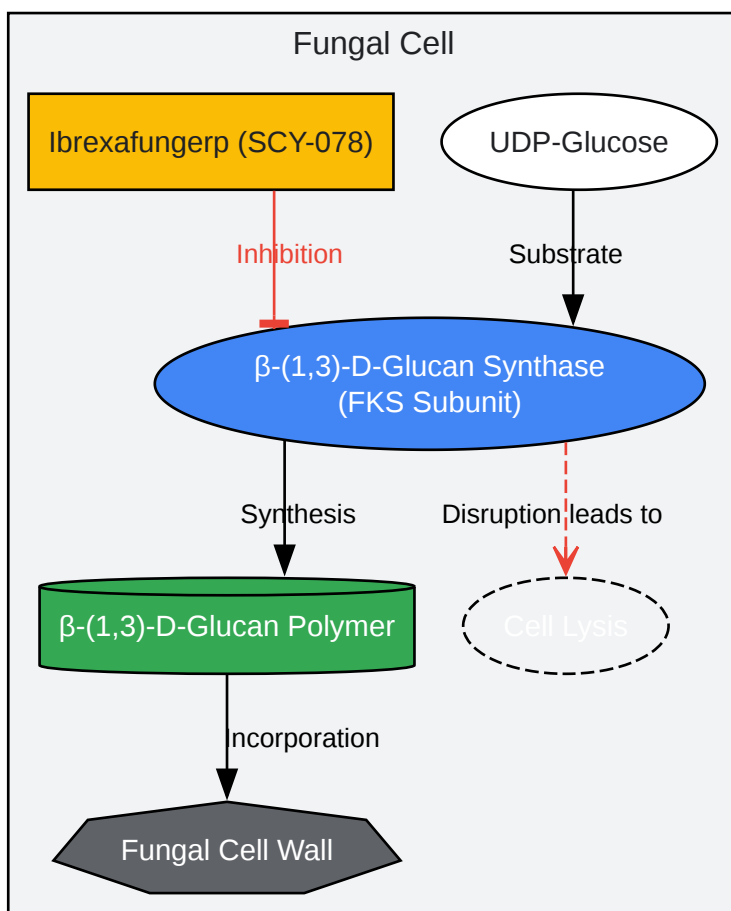 Fungal Cell
Ibrexafungerp (SCY-078)
UDP-Glucose
Inhibition
Substrate
β-(1,3)-D-Glucan Synthase
(FKS Subunit)
Synthesis
Disruption leads to
β-(1,3)-D-Glucan Polymer
Cell Lysis
Incorporation
Fungal Cell Wall